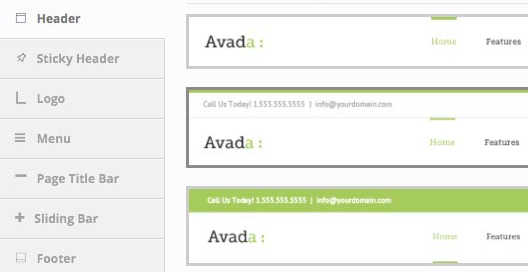 Header
Sticky Header
Logo
Menu
Page Title Bar
Sliding Bar
Footer
Avada :
Home Features
Call Us Today! 1.555.555.5555 | info@yourdomain.com
Avada :
Home Features
Call Us Today! 1.555.555.5555 | info@yourdomain.com
Avada :
Home Features